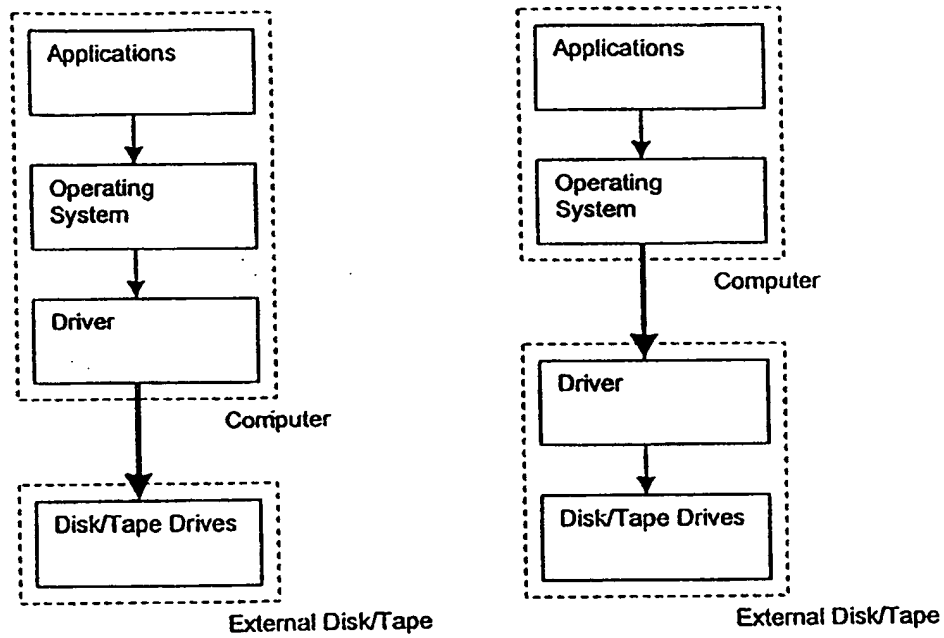 Applications
Operating
System
Driver
Computer
Disk/Tape Drives
External Disk/Tape
Applications
Operating
System
Computer
Driver
Disk/Tape Drives
External Disk/Tape